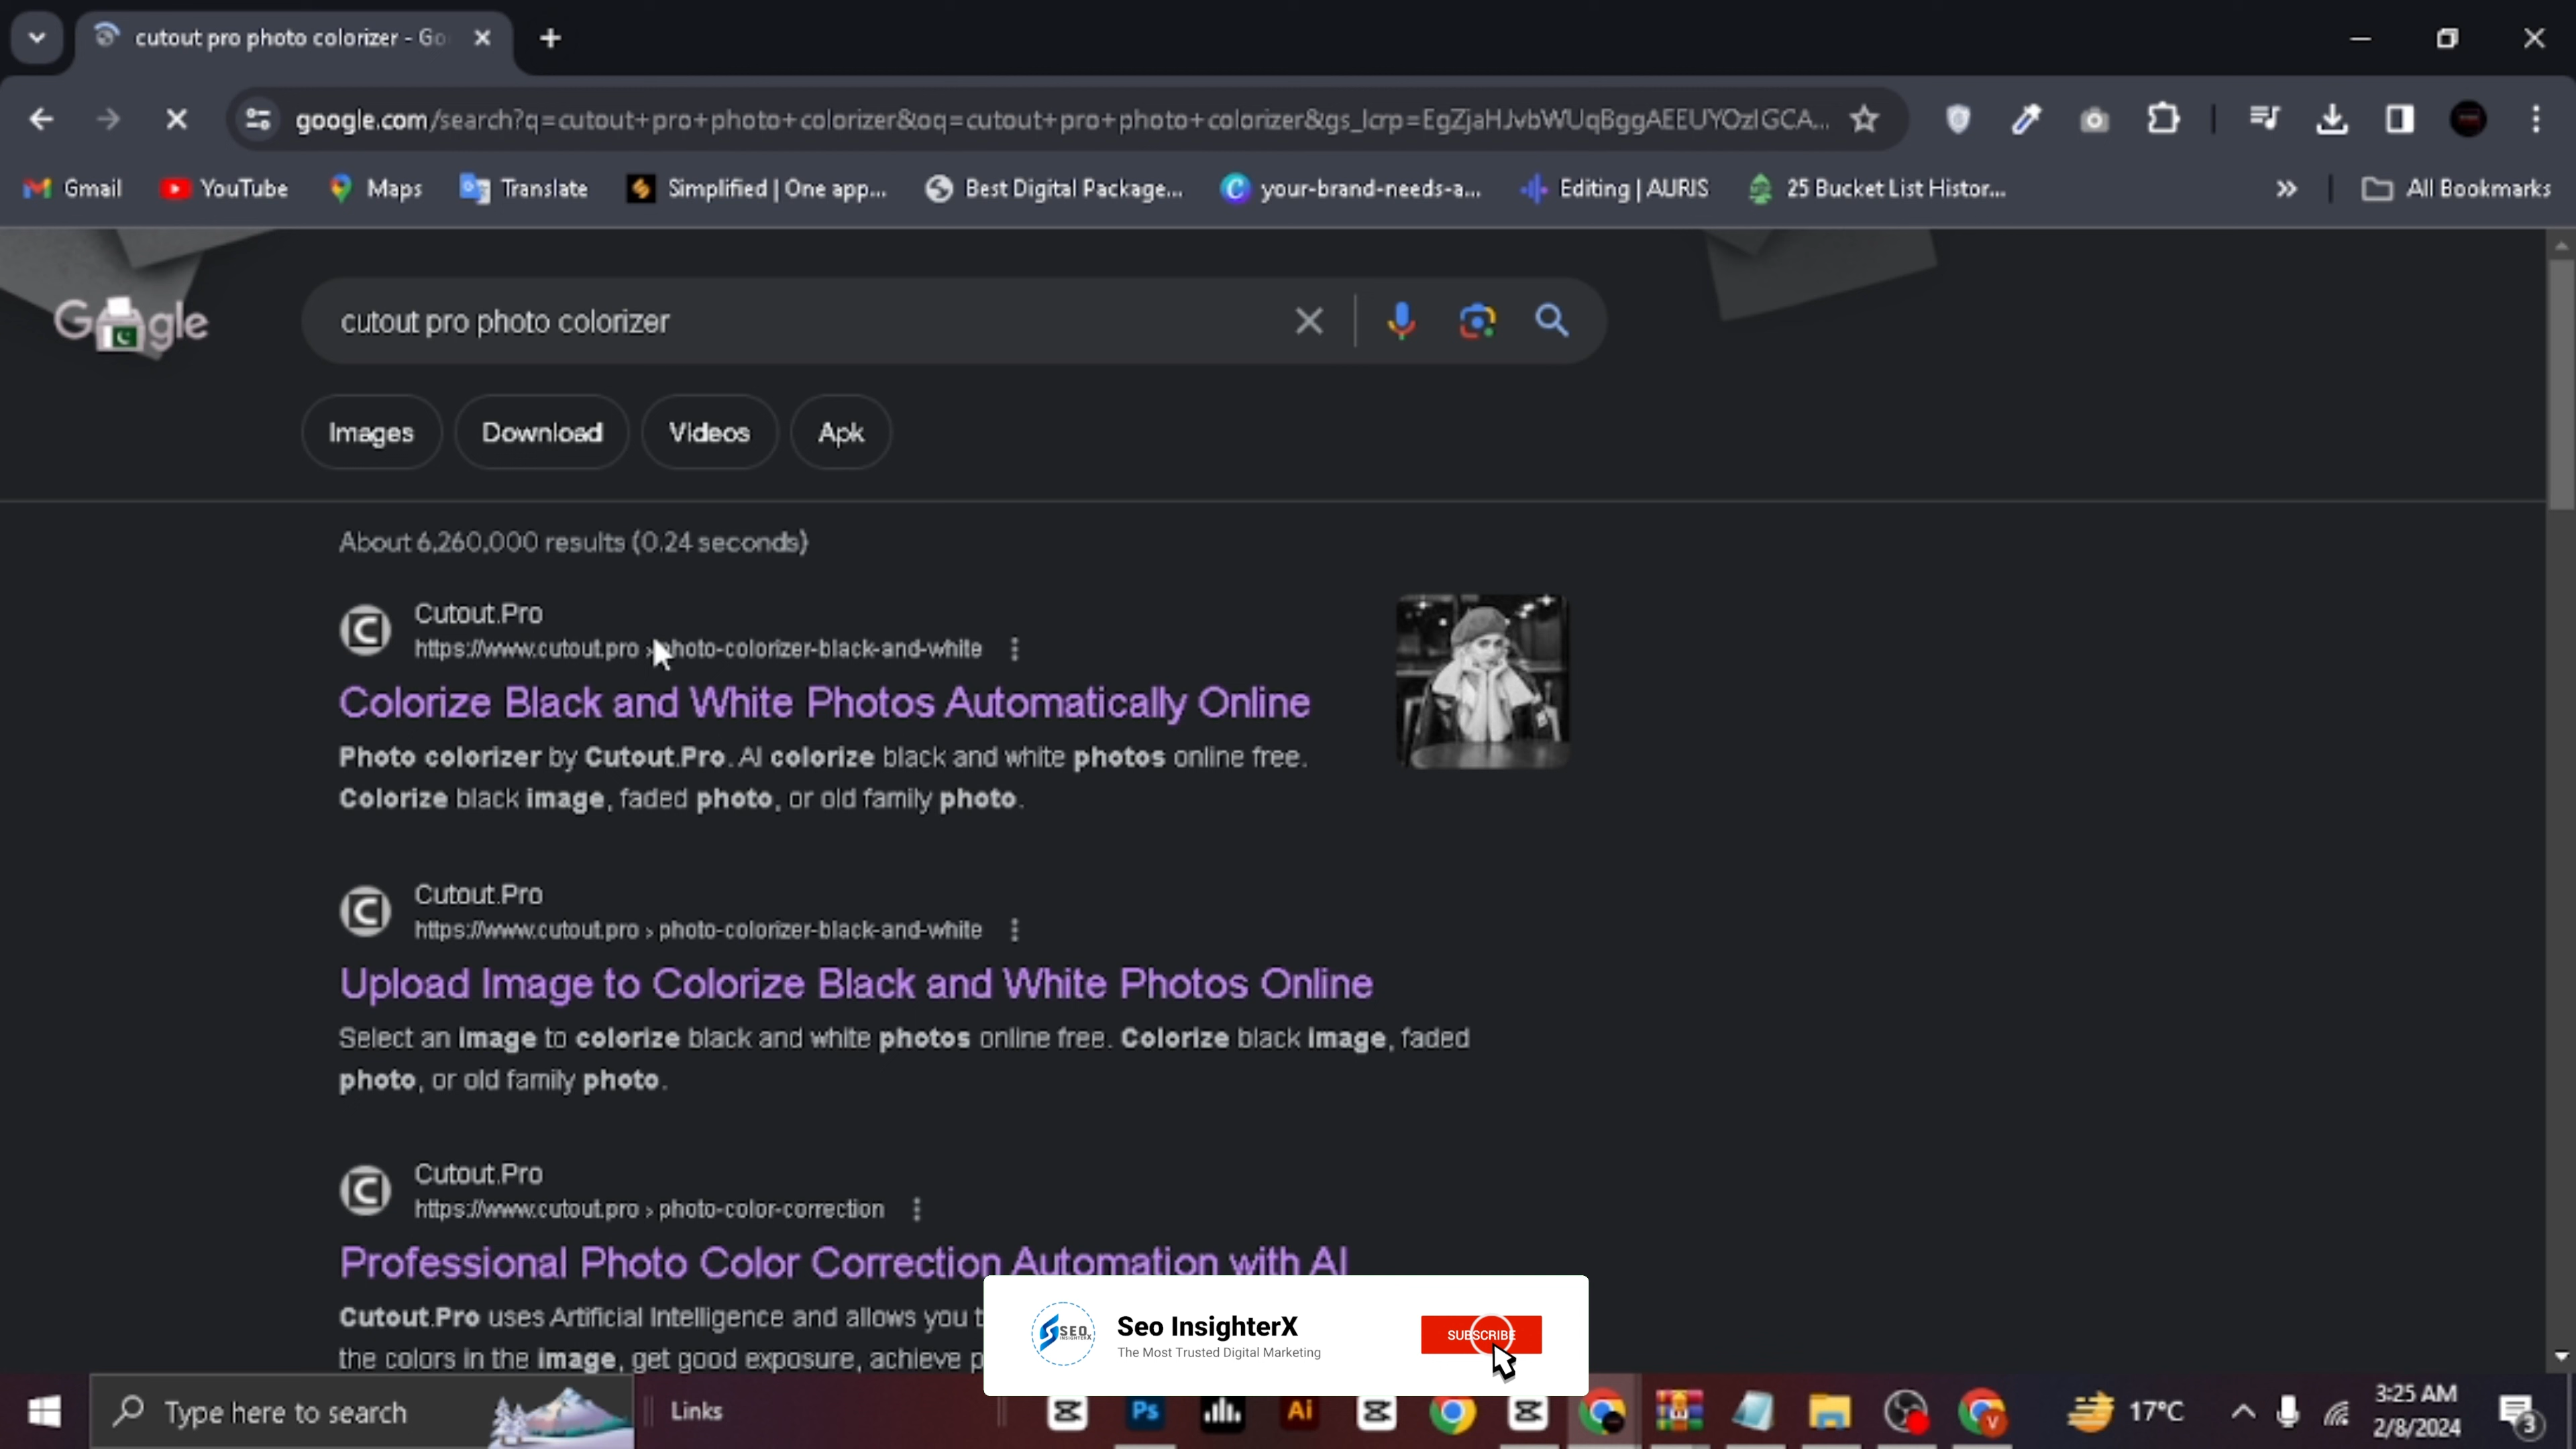 cutout pro photo colorizer - Go
google.com/search?q=cutout+pro+photo+colorizer&oq=cutout+pro+photo+colorizer&gs_lcrp=EgZjaHJvbWUqBggAEEUYOzIGCA...
Gmail
YouTube
Maps
Translate
Simplified | One app...
Best Digital Package...
your-brand-needs-a...
Editing | AURIS
25 Bucket List Histor...
All Bookmarks
Google
cutout pro photo colorizer
Images
Download
Videos
Apk
About 6,260,000 results (0.24 seconds)
Cutout.Pro
https://www.cutout.pro › photo-colorizer-black-and-white
Colorize Black and White Photos Automatically Online
Photo colorizer by Cutout.Pro. AI colorize black and white photos online free.
Colorize black image, faded photo, or old family photo.
Cutout.Pro
https://www.cutout.pro › photo-colorizer-black-and-white
Upload Image to Colorize Black and White Photos Online
Select an image to colorize black and white photos online free. Colorize black image, faded
photo, or old family photo.
Cutout.Pro
https://www.cutout.pro › photo-color-correction
Professional Photo Color Correction Automation with AI
Cutout.Pro uses Artificial Intelligence and allows you t
the colors in the image, get good exposure, achieve p
SEO
Seo InsighterX
The Most Trusted Digital Marketing
SUBSCRIBE
Type here to search
Links
Ps
Ai
V
17°C
3:25 AM
2/8/2024
3